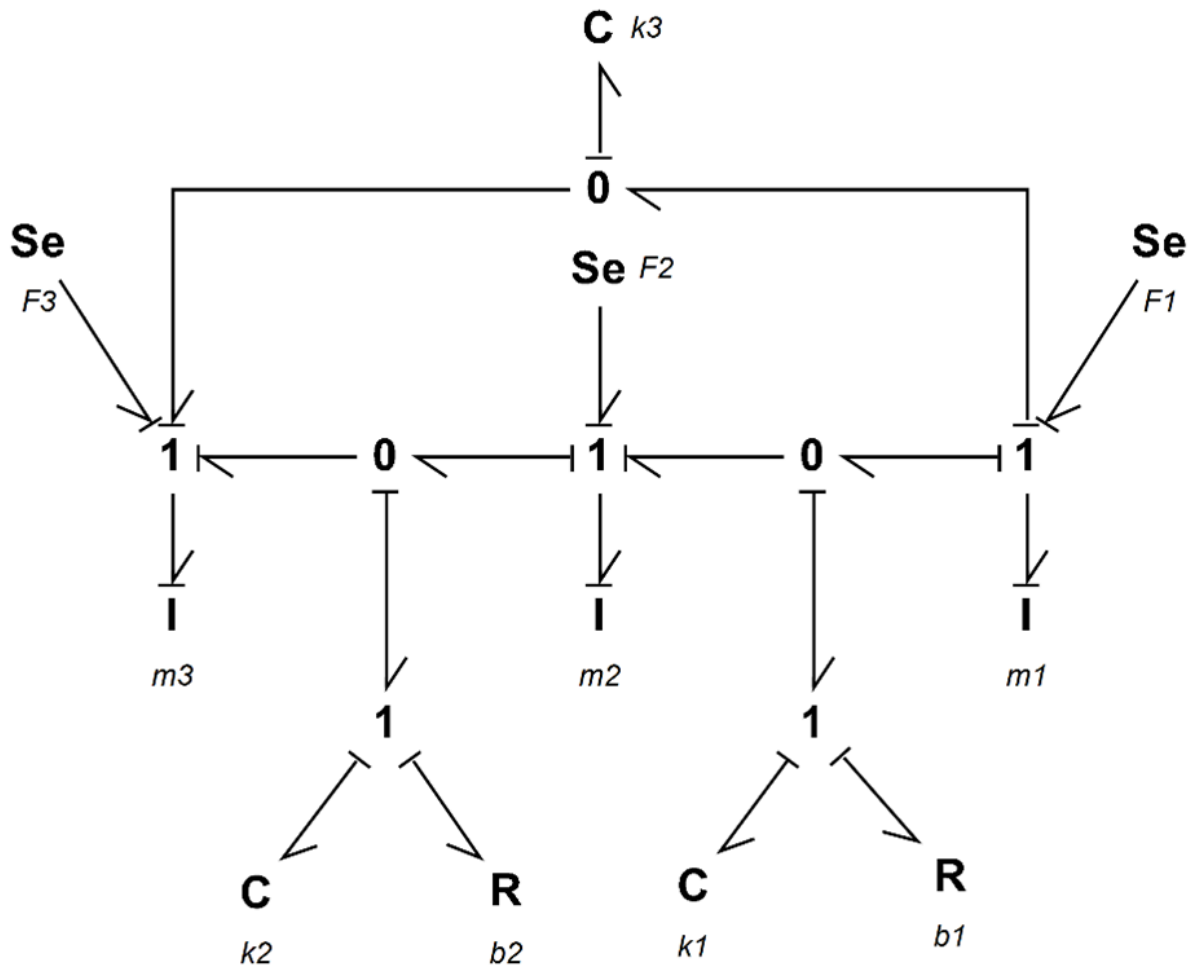 C k3
0
Se Se F2 Se
F3 F1
1 0 1 0 1
I I I
m3 m2 m1
1 1
C R C R
k2 b2 k1 b1